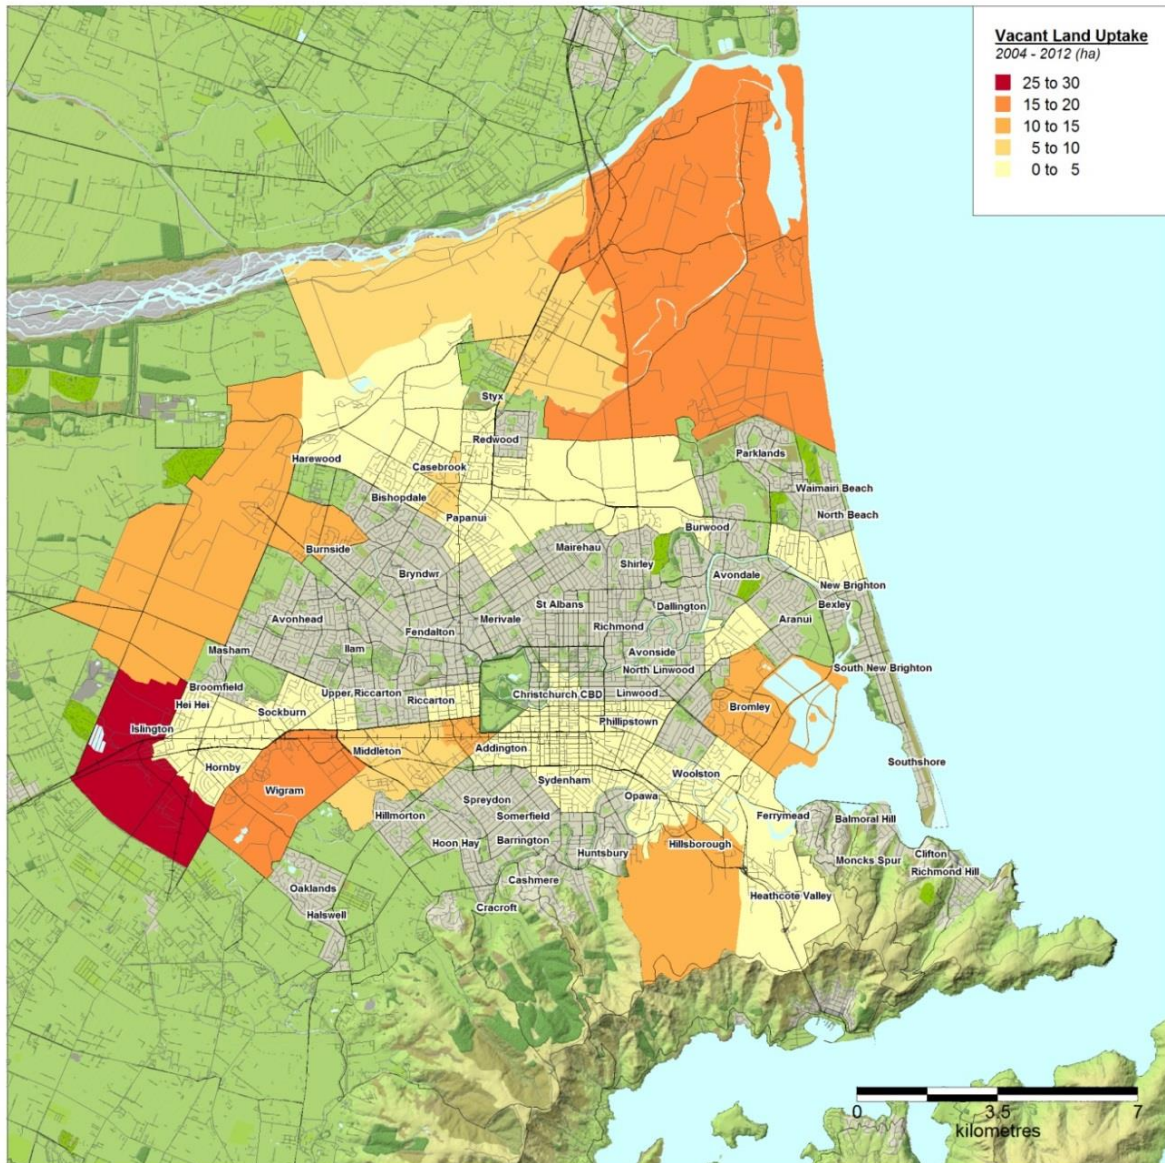 Vacant Land Uptake
2004 - 2012 (ha)
25 to 30
15 to 20
10 to 15
5 to 10
0 to 5
Styx
Redwood
Parklands
Harewood
Casebrook
Waimairi Beach
Bishopdale
North Beach
Papanui
Burwood
Burnside
Mairehau
Shirley
Bryndwr
Avondale
New Brighton
St Albans
Dallington
Bexley
Avonhead
Merivale
Richmond
Aranui
Fendalton
Masham
Ilam
Avonside
North Linwood
South New Brighton
Broomfield
Upper Riccarton
Riccarton
Christchurch CBD
Linwood
Hei Hei
Sockburn
Bromley
Islington
Phillipstown
Middleton
Addington
Hornby
Southshore
Woolston
Sydenham
Wigram
Opawa
Spreydon
Hillmorton
Somerfield
Ferrymead
Balmoral Hill
Hoon Hay
Barrington
Hillsborough
Huntsbury
Clifton
Moncks Spur
Richmond Hill
Oaklands
Cashmere
Heathcote Valley
Cracroft
Halswell
0 3.5 7
kilometres